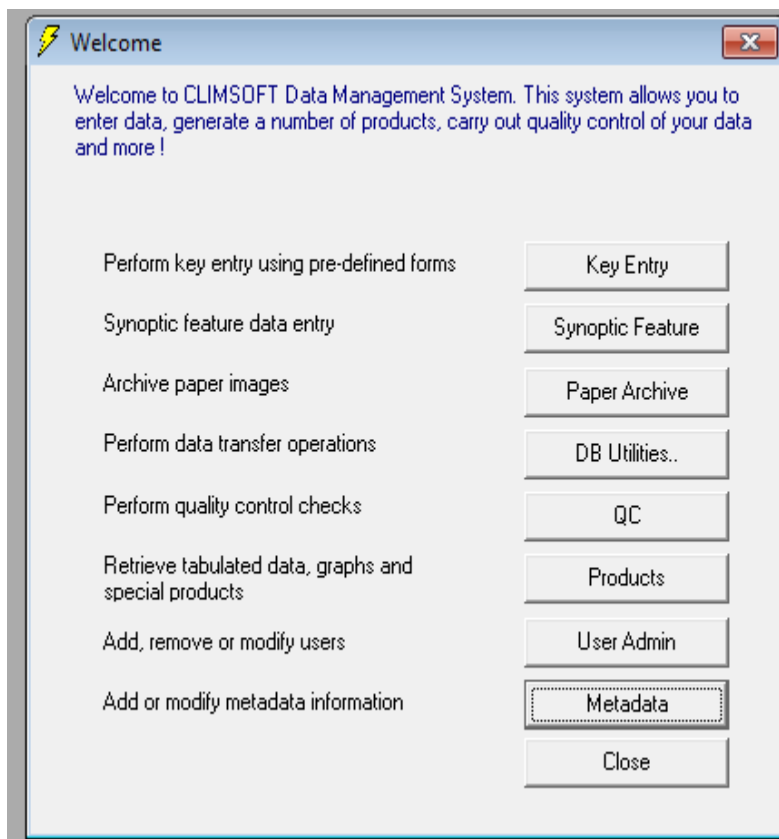 Welcome
Welcome to CLIMSOFT Data Management System. This system allows you to
enter data, generate a number of products, carry out quality control of your data
and more !
Perform key entry using pre-defined forms Key Entry
Synoptic feature data entry Synoptic Feature
Archive paper images Paper Archive
Perform data transfer operations DB Utilities..
Perform quality control checks QC
Retrieve tabulated data, graphs and
special products Products
Add, remove or modify users User Admin
Add or modify metadata information Metadata
Close